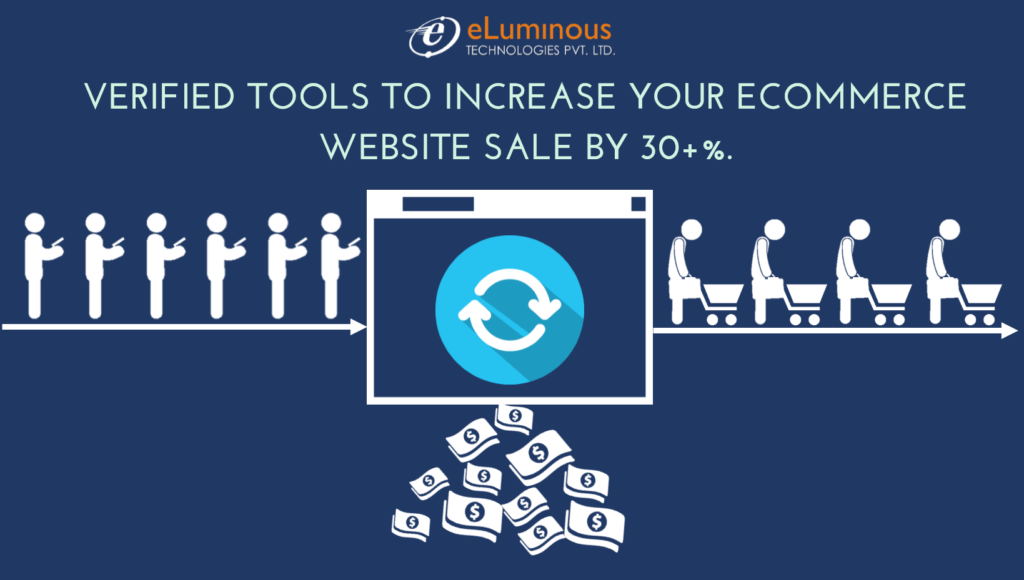 e
eLuminous
TECHNOLOGIES PVT. LTD.
VERIFIED TOOLS TO INCREASE YOUR ECOMMERCE
WEBSITE SALE BY 30+%.
$
$
$
$
$
$
$
$
$
$